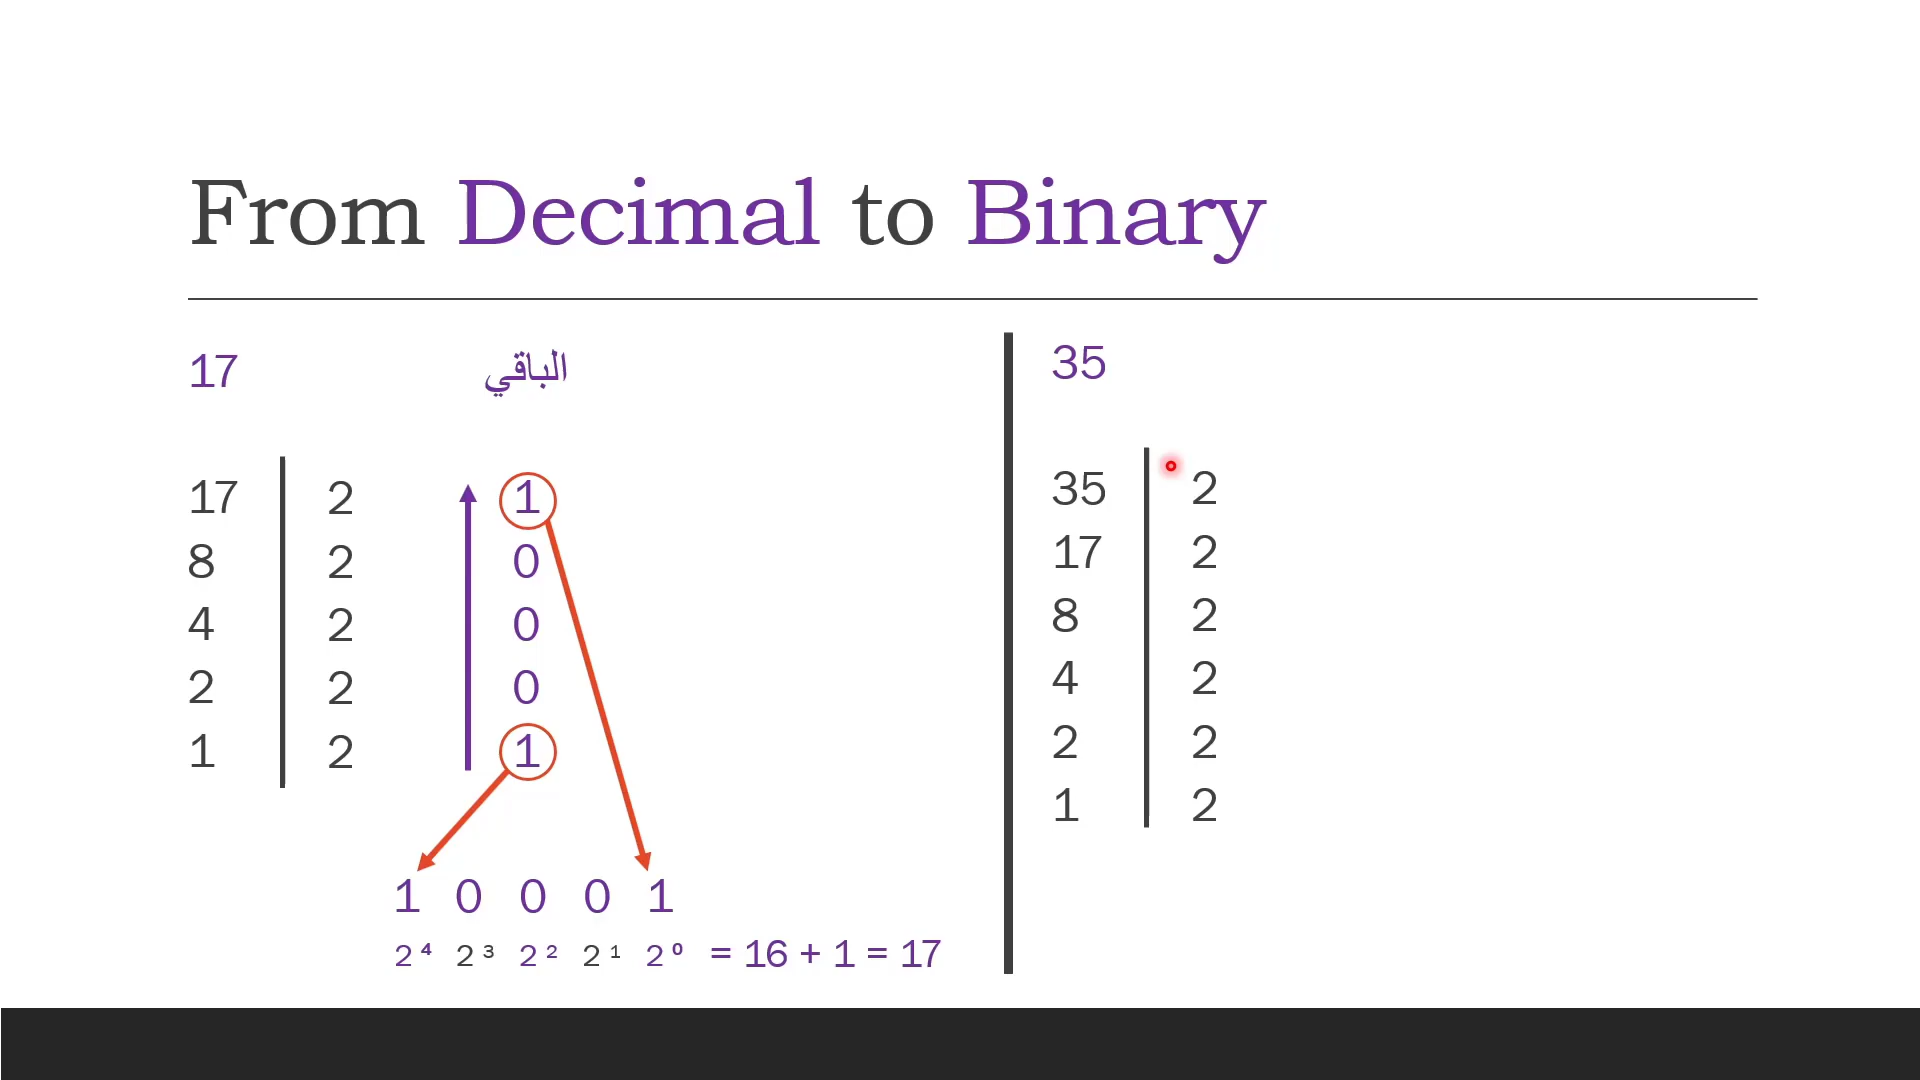 From Decimal to Binary
17 الباقي
17 2 1
8 2 0
4 2 0
2 2 0
1 2 1
1 0 0 0 1
2⁴ 2³ 2² 2¹ 2⁰ = 16 + 1 = 17
35
35 2
17 2
8 2
4 2
2 2
1 2